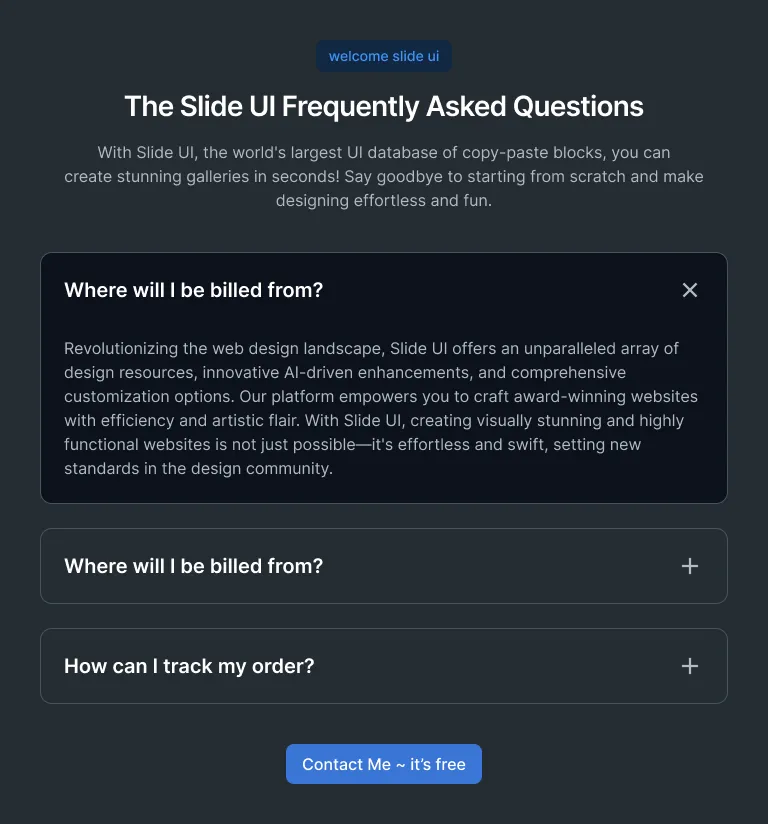 welcome slide ui
The Slide UI Frequently Asked Questions
With Slide UI, the world's largest UI database of copy-paste blocks, you can
create stunning galleries in seconds! Say goodbye to starting from scratch and make
designing effortless and fun.
Where will I be billed from?
Revolutionizing the web design landscape, Slide UI offers an unparalleled array of
design resources, innovative AI-driven enhancements, and comprehensive
customization options. Our platform empowers you to craft award-winning websites
with efficiency and artistic flair. With Slide UI, creating visually stunning and highly
functional websites is not just possible—it's effortless and swift, setting new
standards in the design community.
Where will I be billed from?
How can I track my order?
Contact Me ~ it’s free